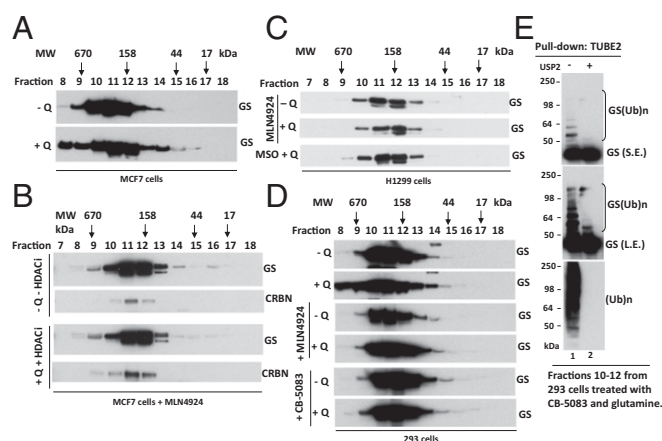 A
MW 670 158 44 17 kDa
Fraction 8 9 10 11 12 13 14 15 16 17 18
- Q GS
+ Q GS
MCF7 cells
B
MW kDa 670 158 44 17
Fraction 7 8 9 10 11 12 13 14 15 16 17 18
- Q - HDACi
GS
CRBN
+ Q + HDACi
GS
CRBN
MCF7 cells + MLN4924
C
MW 670 158 44 17 kDa
Fraction 7 8 9 10 11 12 13 14 15 16 17 18
MLN4924
- Q GS
+ Q GS
MSO + Q GS
H1299 cells
D
MW 670 158 44 17 kDa
Fraction 8 9 10 11 12 13 14 15 16 17 18
- Q GS
+ Q GS
+ MLN4924
- Q GS
+ Q GS
+ CB-5083
- Q GS
+ Q GS
293 cells
E
Pull-down: TUBE2
USP2 - +
250
98
64
50
GS(Ub)n
GS (S.E.)
250
98
64
50
GS(Ub)n
GS (L.E.)
250
98
64
50
(Ub)n
kDa
1 2
Fractions 10-12 from
293 cells treated with
CB-5083 and glutamine.